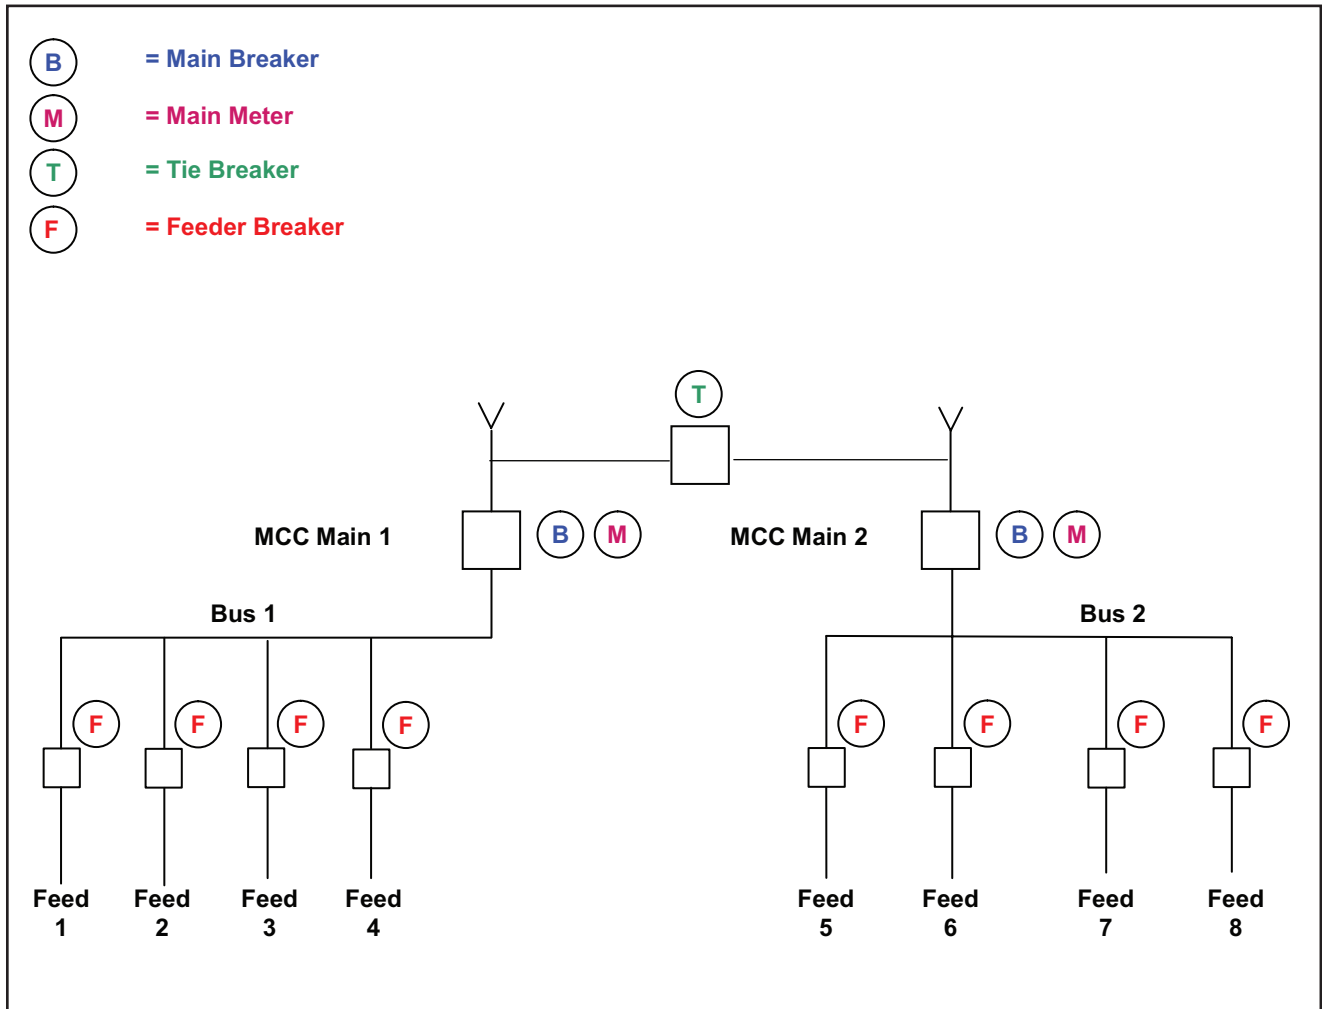 B = Main Breaker
M = Main Meter
T = Tie Breaker
F = Feeder Breaker
T
MCC Main 1 B M MCC Main 2 B M
Bus 1 Bus 2
F F F F F F F F
Feed Feed Feed Feed Feed Feed Feed Feed
1 2 3 4 5 6 7 8